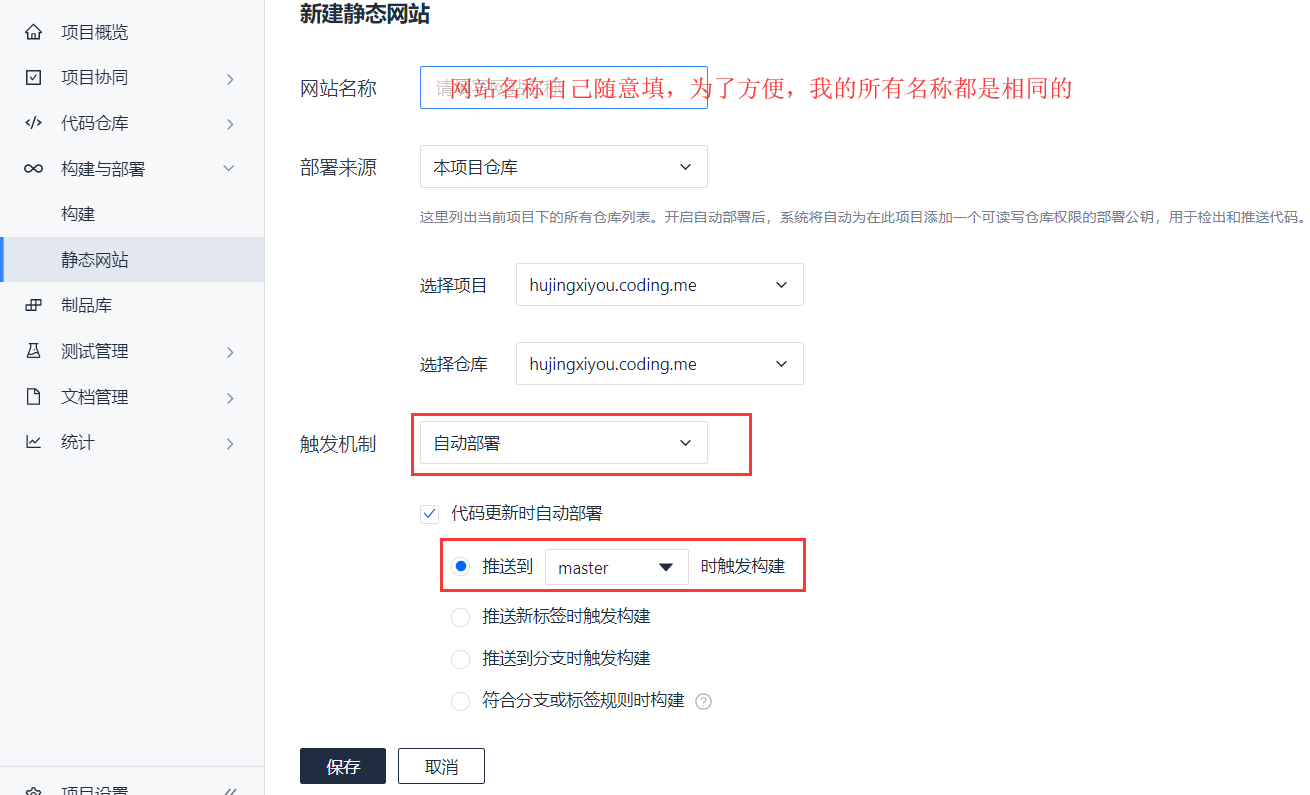 项目概览
项目协同
代码仓库
构建与部署
构建
静态网站
制品库
测试管理
文档管理
统计
项目设置
新建静态网站
网站名称
网站名称自己随意填，为了方便，我的所有名称都是相同的
部署来源
本项目仓库
这里列出当前项目下的所有仓库列表。开启自动部署后，系统将自动为在此项目添加一个可读写仓库权限的部署公钥，用于检出和推送代码。
选择项目
hujingxiyou.coding.me
选择仓库
hujingxiyou.coding.me
触发机制
自动部署
代码更新时自动部署
推送到 master 时触发构建
推送新标签时触发构建
推送到分支时触发构建
符合分支或标签规则时构建
保存 取消